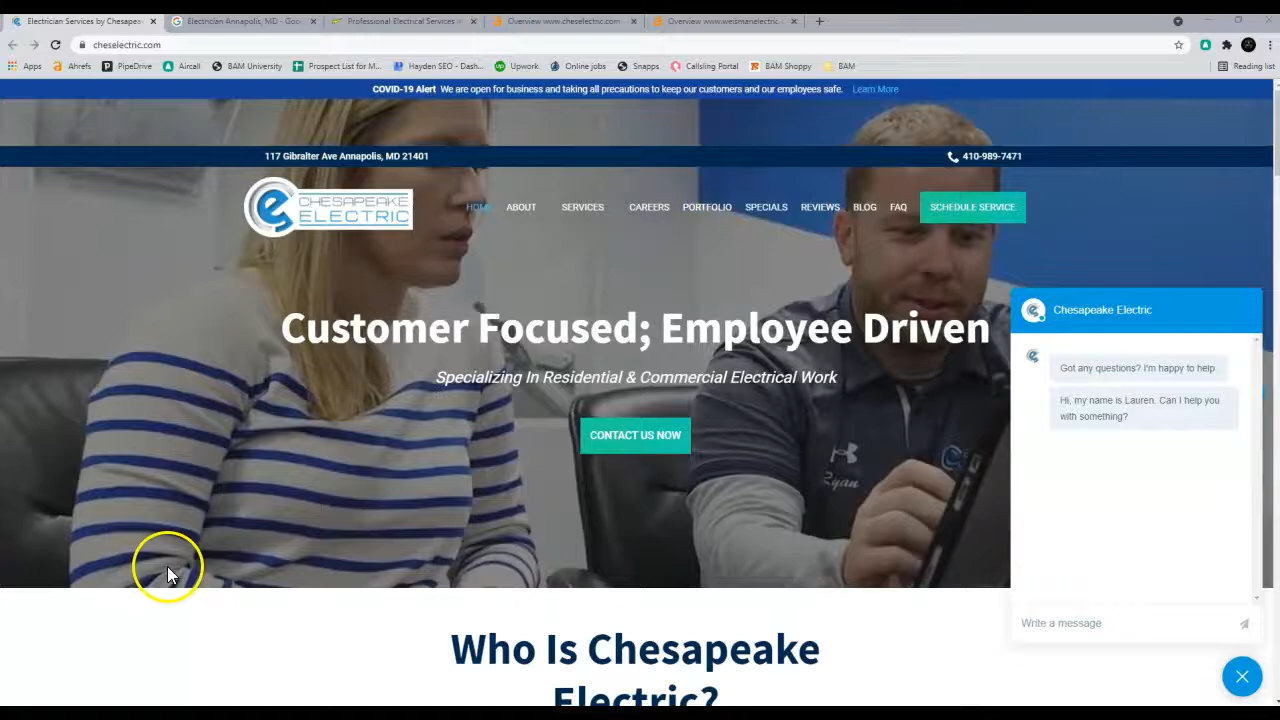 Electrician Services by Chesape
Electrician Annapolis, MD - Goo
Professional Electrical Services
Overview www.cheselectric.com
Overview www.weismanelectric.
cheselectric.com
Apps
Ahrefs
PipeDrive
Aircall
BAM University
Prospect List for M...
Hayden SEO - Dash...
Upwork
Online jobs
Snapps
Callsling Portal
BAM Shoppy
BAM
Reading list
COVID-19 Alert We are open for business and taking all precautions to keep our customers and our employees safe. Learn More
117 Gibralter Ave Annapolis, MD 21401
410-989-7471
CHESAPEAKE
ELECTRIC
HOME
ABOUT
SERVICES
CAREERS
PORTFOLIO
SPECIALS
REVIEWS
BLOG
FAQ
SCHEDULE SERVICE
Customer Focused; Employee Driven
Specializing In Residential & Commercial Electrical Work
CONTACT US NOW
Ryan
Chesapeake Electric
Got any questions? I'm happy to help
Hi, my name is Lauren. Can I help you
with something?
Write a message
Who Is Chesapeake
Electric?